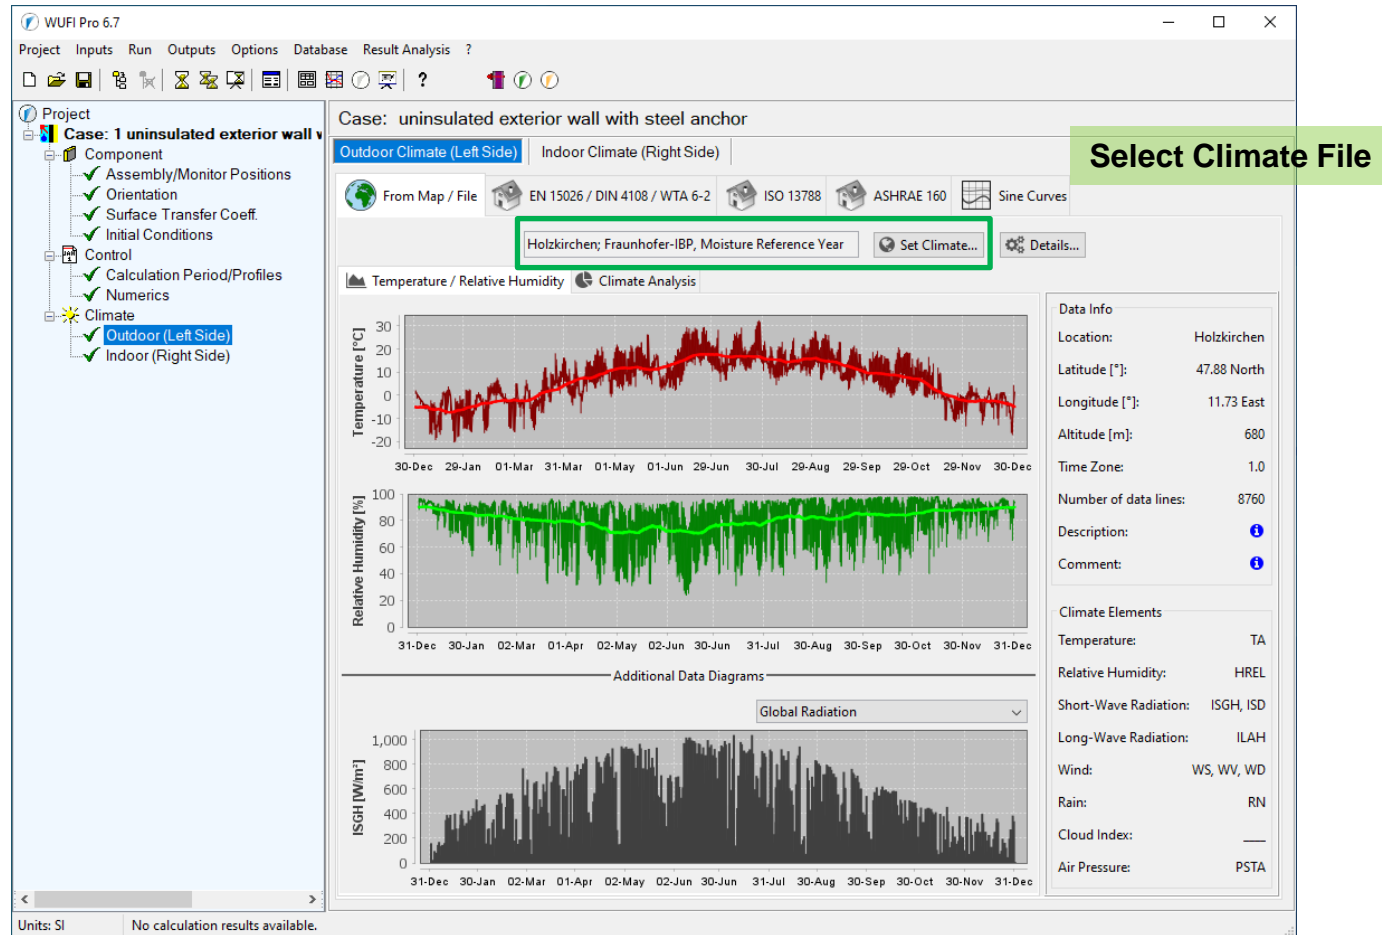 WUFI Pro 6.7
Project Inputs Run Outputs Options Database Result Analysis ?
Project
Case: 1 uninsulated exterior wall v
Component
Assembly/Monitor Positions
Orientation
Surface Transfer Coeff.
Initial Conditions
Control
Calculation Period/Profiles
Numerics
Climate
Outdoor (Left Side)
Indoor (Right Side)
Case: uninsulated exterior wall with steel anchor
Select Climate File
Outdoor Climate (Left Side) Indoor Climate (Right Side)
From Map / File EN 15026 / DIN 4108 / WTA 6-2 ISO 13788 ASHRAE 160 Sine Curves
Holzkirchen; Fraunhofer-IBP, Moisture Reference Year Set Climate... Details...
Temperature / Relative Humidity Climate Analysis
Temperature [°C]
30
20
10
0
-10
-20
30-Dec 29-Jan 01-Mar 31-Mar 01-May 01-Jun 29-Jun 30-Jul 29-Aug 29-Sep 29-Oct 29-Nov 30-Dec
Relative Humidity [%]
100
80
60
40
20
0
31-Dec 30-Jan 02-Mar 01-Apr 02-May 02-Jun 30-Jun 31-Jul 30-Aug 30-Sep 30-Oct 30-Nov 31-Dec
Additional Data Diagrams
Global Radiation
ISGH [W/m²]
1,000
800
600
400
200
0
31-Dec 30-Jan 02-Mar 01-Apr 02-May 02-Jun 30-Jun 31-Jul 30-Aug 30-Sep 30-Oct 30-Nov 31-Dec
Data Info
Location: Holzkirchen
Latitude [°]: 47.88 North
Longitude [°]: 11.73 East
Altitude [m]: 680
Time Zone: 1.0
Number of data lines: 8760
Description:
Comment:
Climate Elements
Temperature: TA
Relative Humidity: HREL
Short-Wave Radiation: ISGH, ISD
Long-Wave Radiation: ILAH
Wind: WS, WV, WD
Rain: RN
Cloud Index: ___
Air Pressure: PSTA
Units: SI No calculation results available.